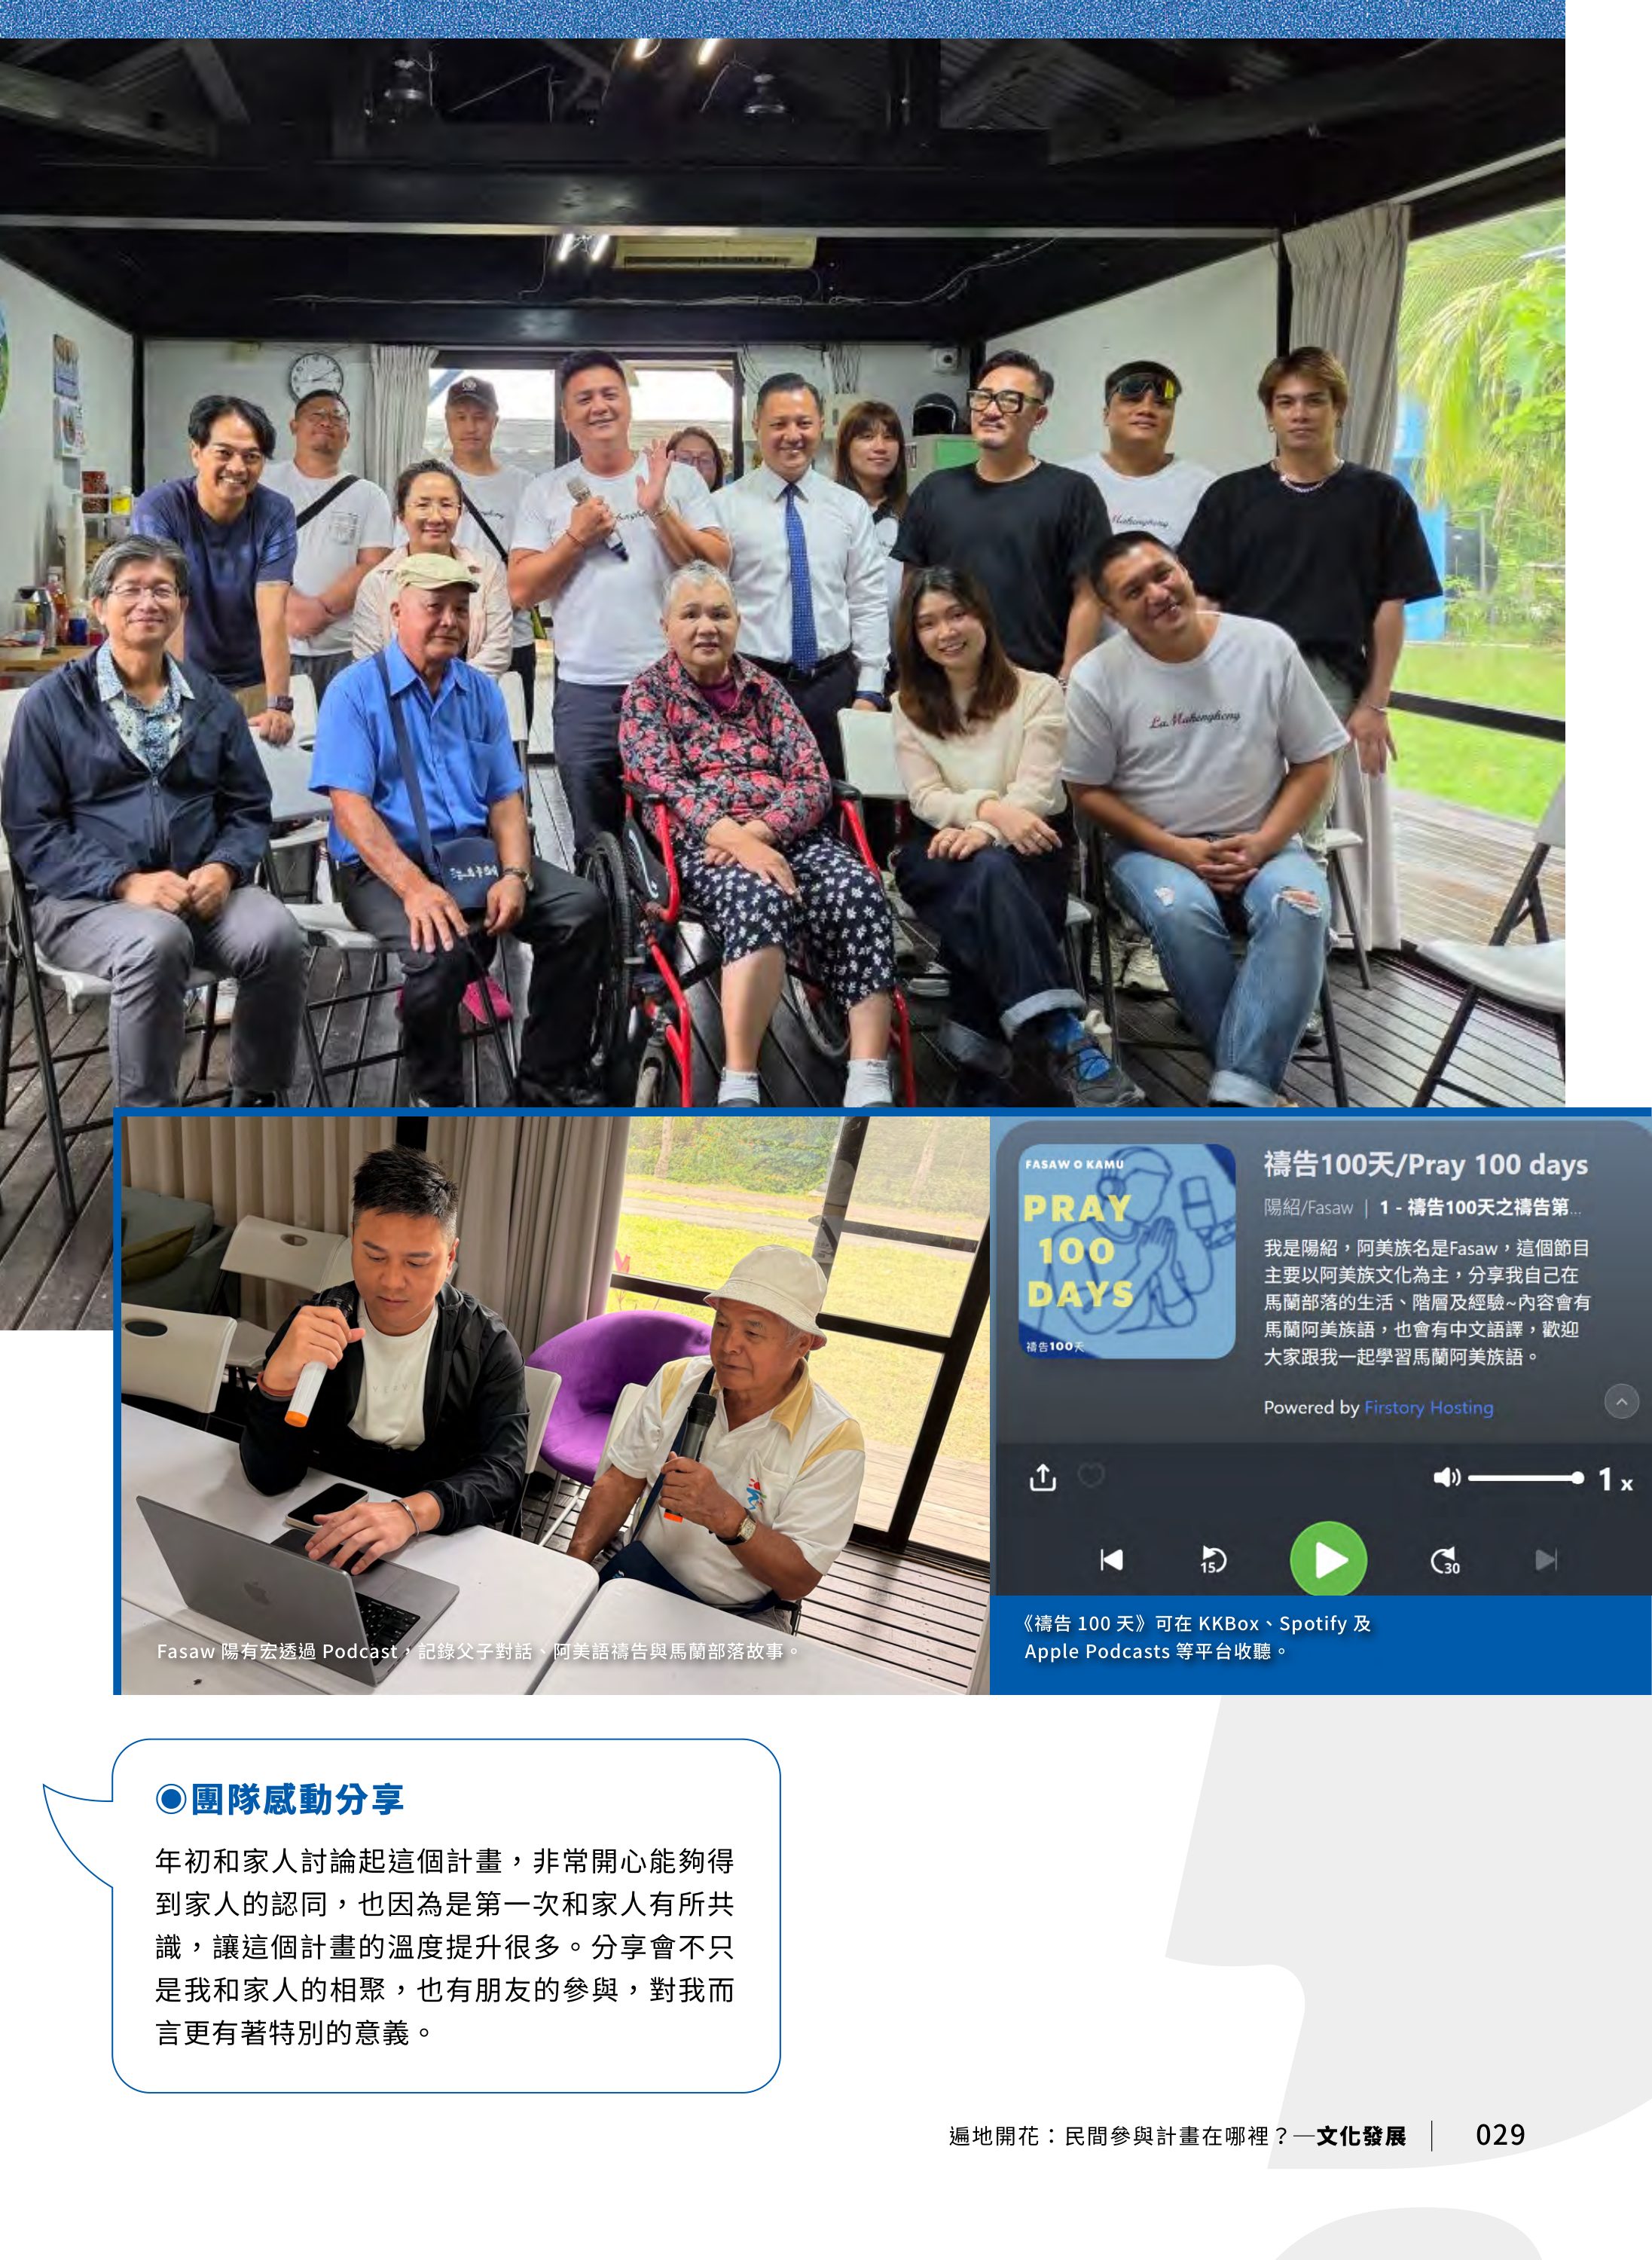 La Makengkeng
FASAW O KAMU
PRAY
100
DAYS
禱告100天
禱告100天/Pray 100 days
陽紹/Fasaw | 1 - 禱告100天之禱告第...
我是陽紹，阿美族名是Fasaw，這個節目
主要以阿美族文化為主，分享我自己在
馬蘭部落的生活、階層及經驗~內容會有
馬蘭阿美族語，也會有中文語譯，歡迎
大家跟我一起學習馬蘭阿美族語。
Powered by Firstory Hosting
1 x
15
30
Fasaw 陽有宏透過 Podcast，記錄父子對話、阿美語禱告與馬蘭部落故事。
《禱告 100 天》可在 KKBox、Spotify 及
Apple Podcasts 等平台收聽。
◉團隊感動分享
年初和家人討論起這個計畫，非常開心能夠得
到家人的認同，也因為是第一次和家人有所共
識，讓這個計畫的溫度提升很多。分享會不只
是我和家人的相聚，也有朋友的參與，對我而
言更有著特別的意義。
遍地開花：民間參與計畫在哪裡？─文化發展 | 029